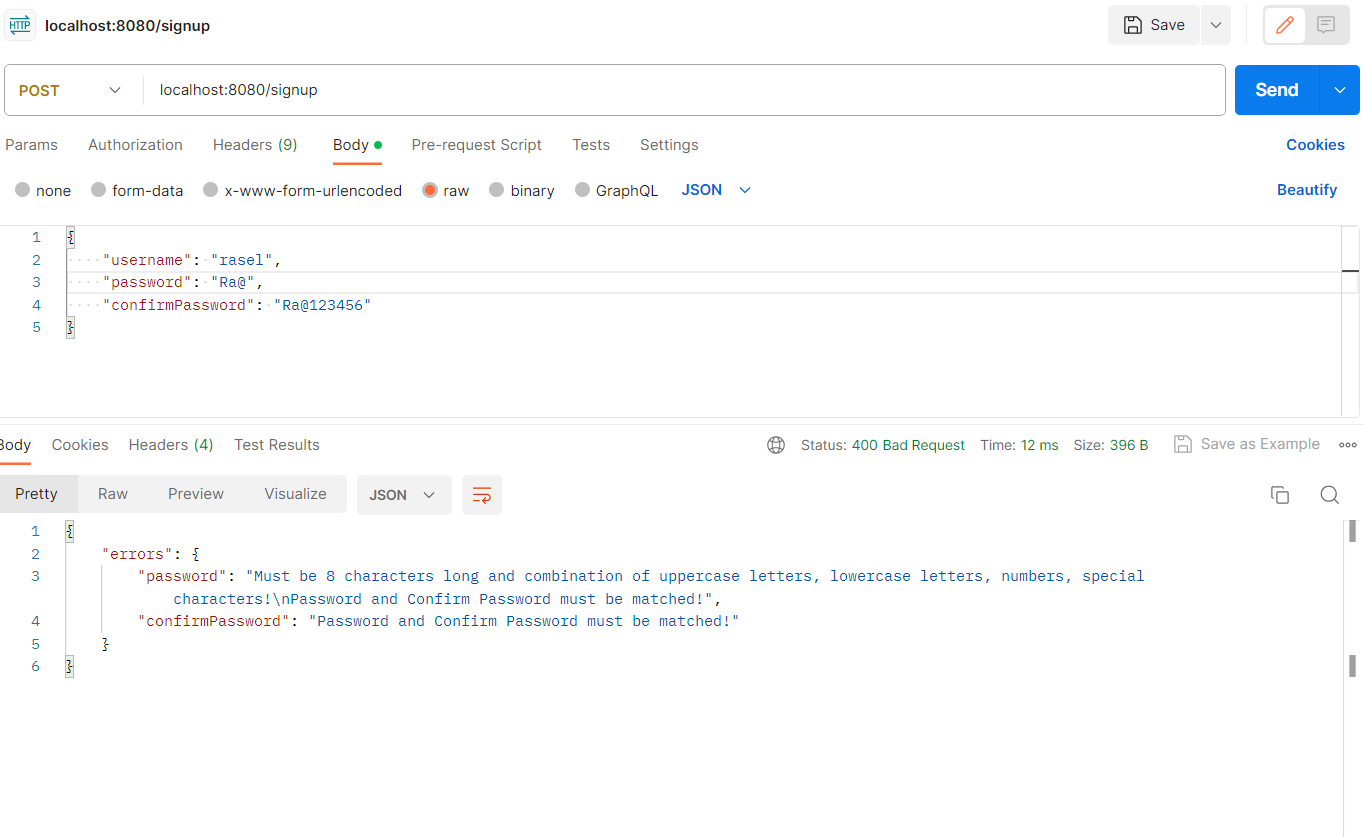 HTTP localhost:8080/signup Save
POST localhost:8080/signup Send
Params Authorization Headers (9) Body Pre-request Script Tests Settings Cookies
none form-data x-www-form-urlencoded raw binary GraphQL JSON Beautify
1 {
2 "username": "rasel",
3 "password": "Ra@",
4 "confirmPassword": "Ra@123456"
5 }
Body Cookies Headers (4) Test Results Status: 400 Bad Request Time: 12 ms Size: 396 B Save as Example
Pretty Raw Preview Visualize JSON
1 {
2 "errors": {
3 "password": "Must be 8 characters long and combination of uppercase letters, lowercase letters, numbers, special
characters!\nPassword and Confirm Password must be matched!",
4 "confirmPassword": "Password and Confirm Password must be matched!"
5 }
6 }